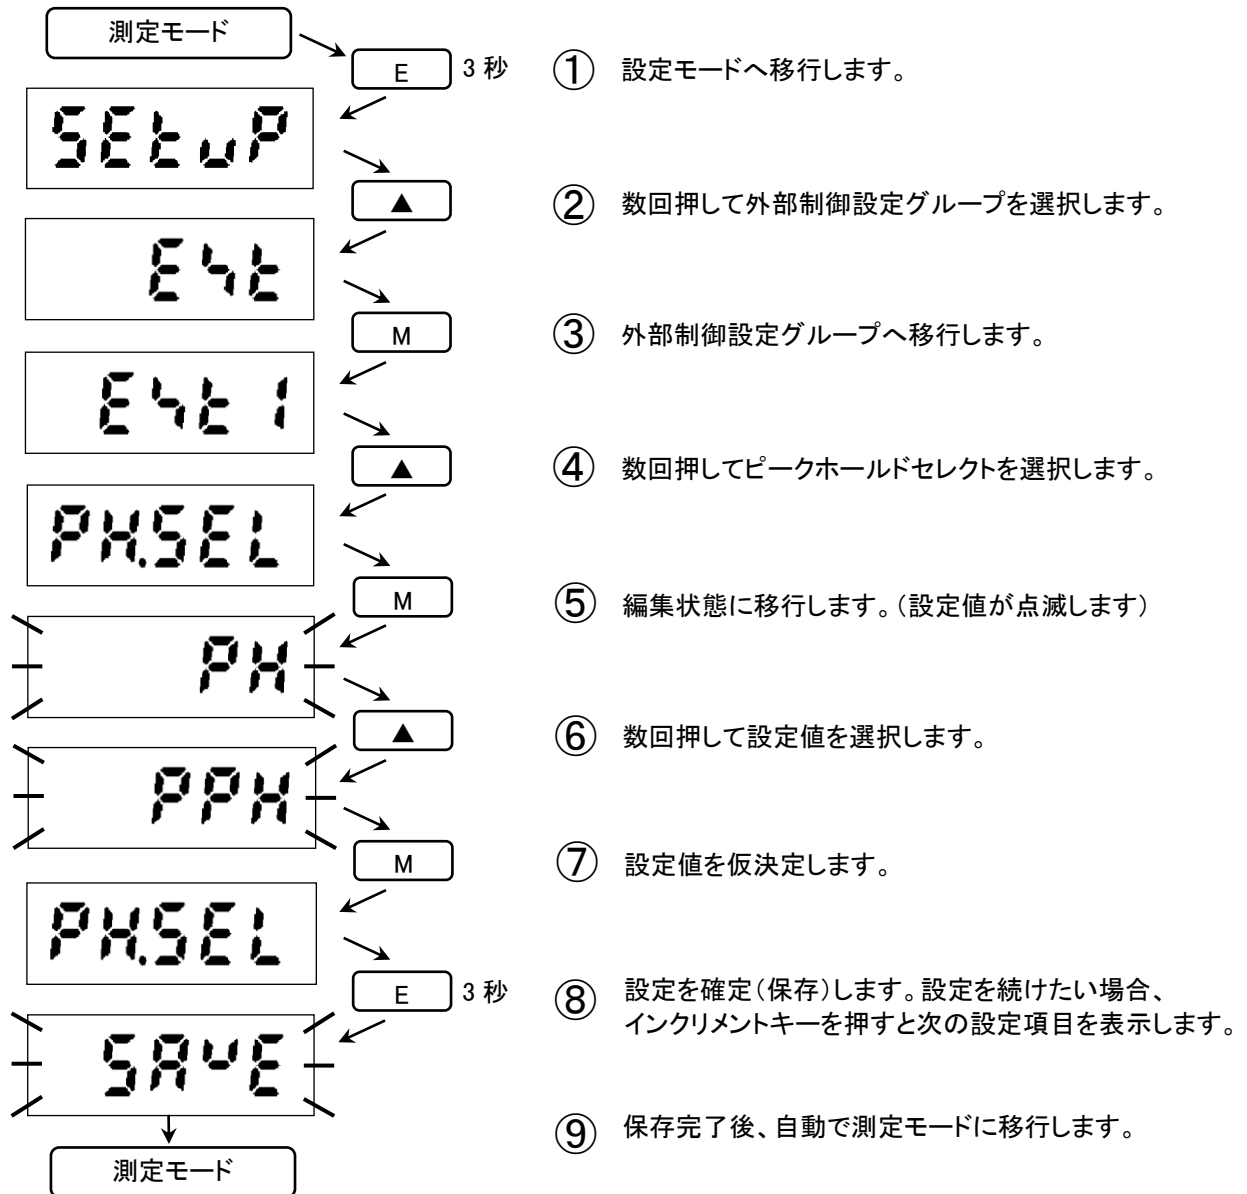 測定モード
E 3 秒 ① 設定モードへ移行します。
SEtuP
▲ ② 数回押して外部制御設定グループを選択します。
Ext
M ③ 外部制御設定グループへ移行します。
Ext 1
▲ ④ 数回押してピークホールドセレクトを選択します。
PH.SEL
M ⑤ 編集状態に移行します。（設定値が点滅します）
PH
▲ ⑥ 数回押して設定値を選択します。
PPH
M ⑦ 設定値を仮決定します。
PH.SEL
E 3 秒 ⑧ 設定を確定（保存）します。設定を続けたい場合、
インクリメントキーを押すと次の設定項目を表示します。
SAvE
⑨ 保存完了後、自動で測定モードに移行します。
測定モード